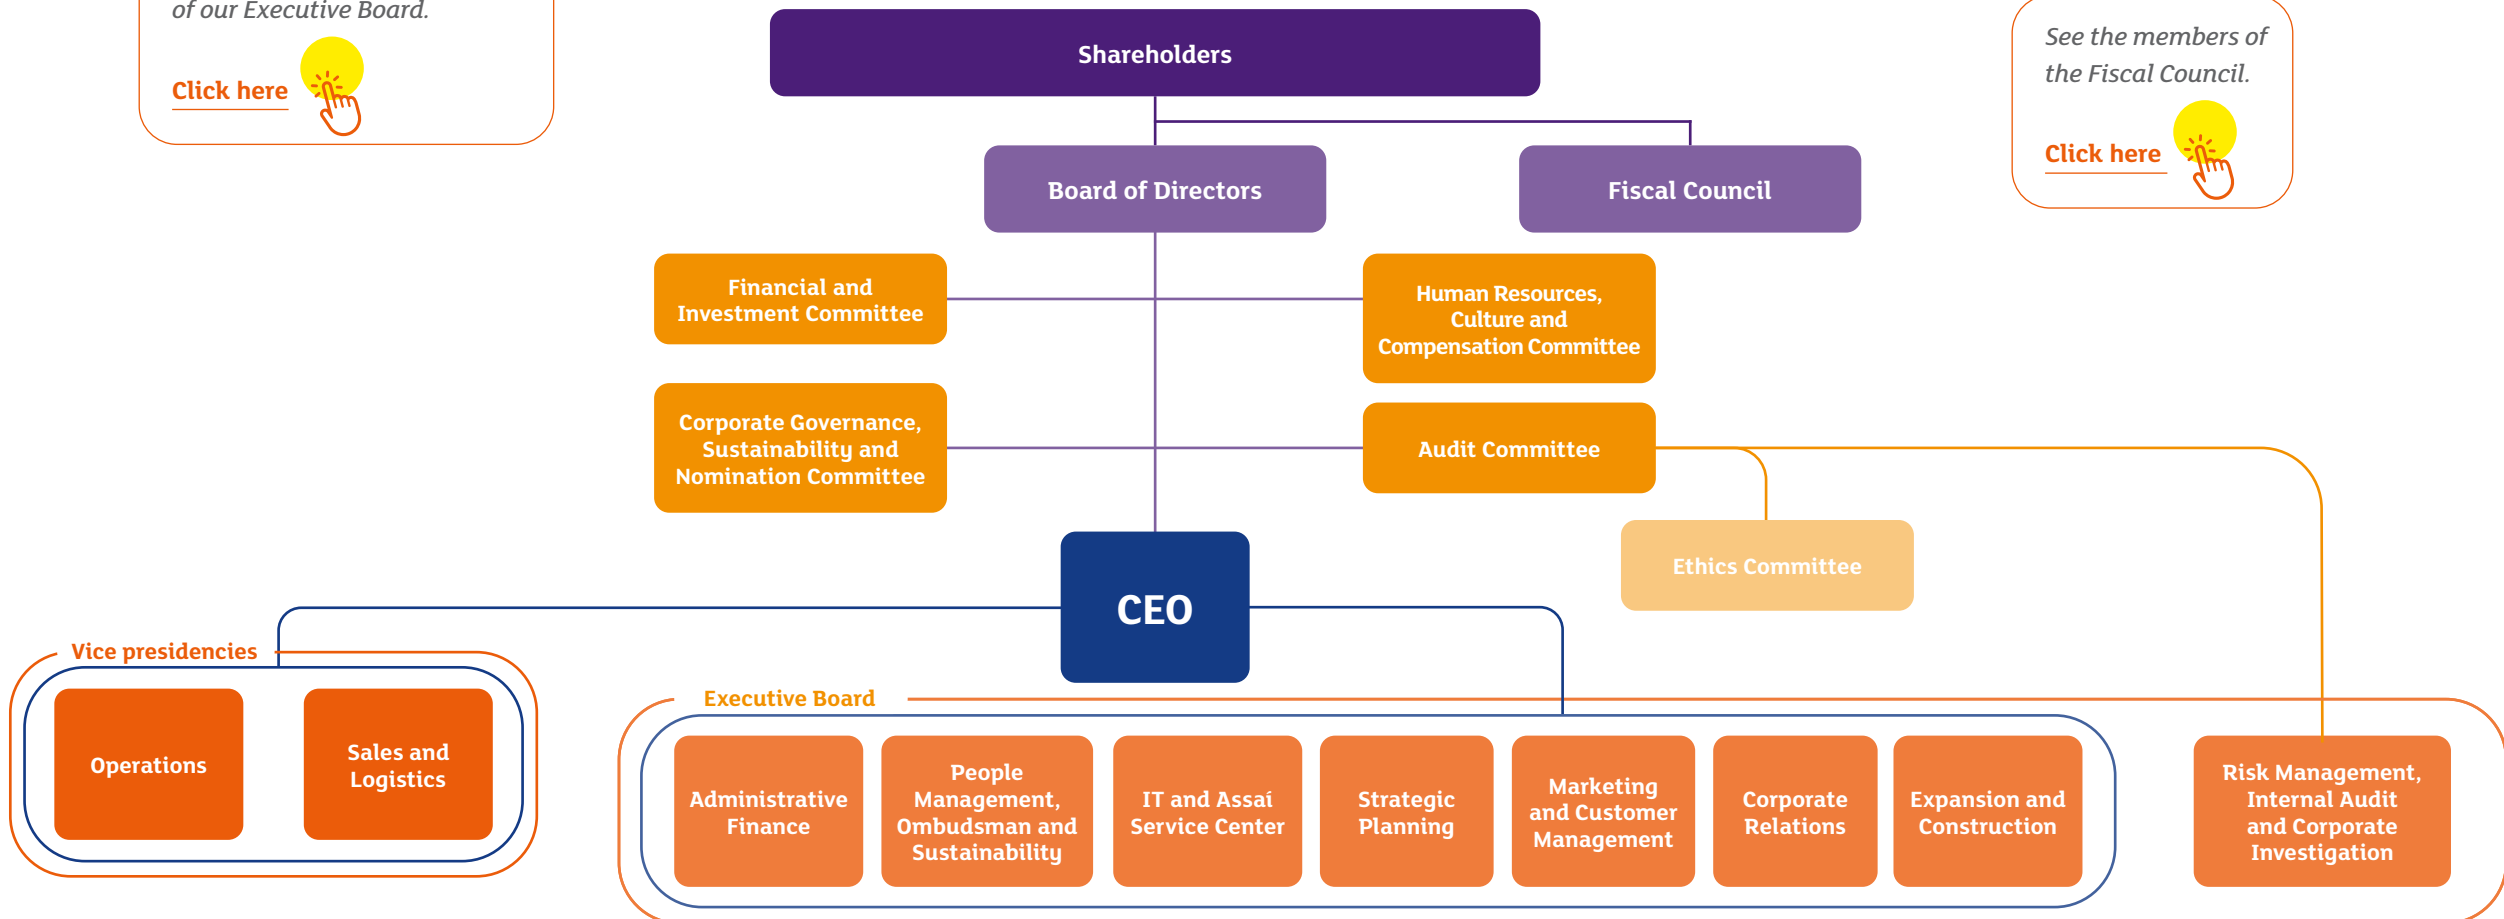 of our Executive Board.
Click here
See the members of
the Fiscal Council.
Click here
Shareholders
Board of Directors
Fiscal Council
Financial and
Investment Committee
Human Resources,
Culture and
Compensation Committee
Corporate Governance,
Sustainability and
Nomination Committee
Audit Committee
Ethics Committee
CEO
Vice presidencies
Operations
Sales and
Logistics
Executive Board
Administrative
Finance
People
Management,
Ombudsman and
Sustainability
IT and Assaí
Service Center
Strategic
Planning
Marketing
and Customer
Management
Corporate
Relations
Expansion and
Construction
Risk Management,
Internal Audit
and Corporate
Investigation